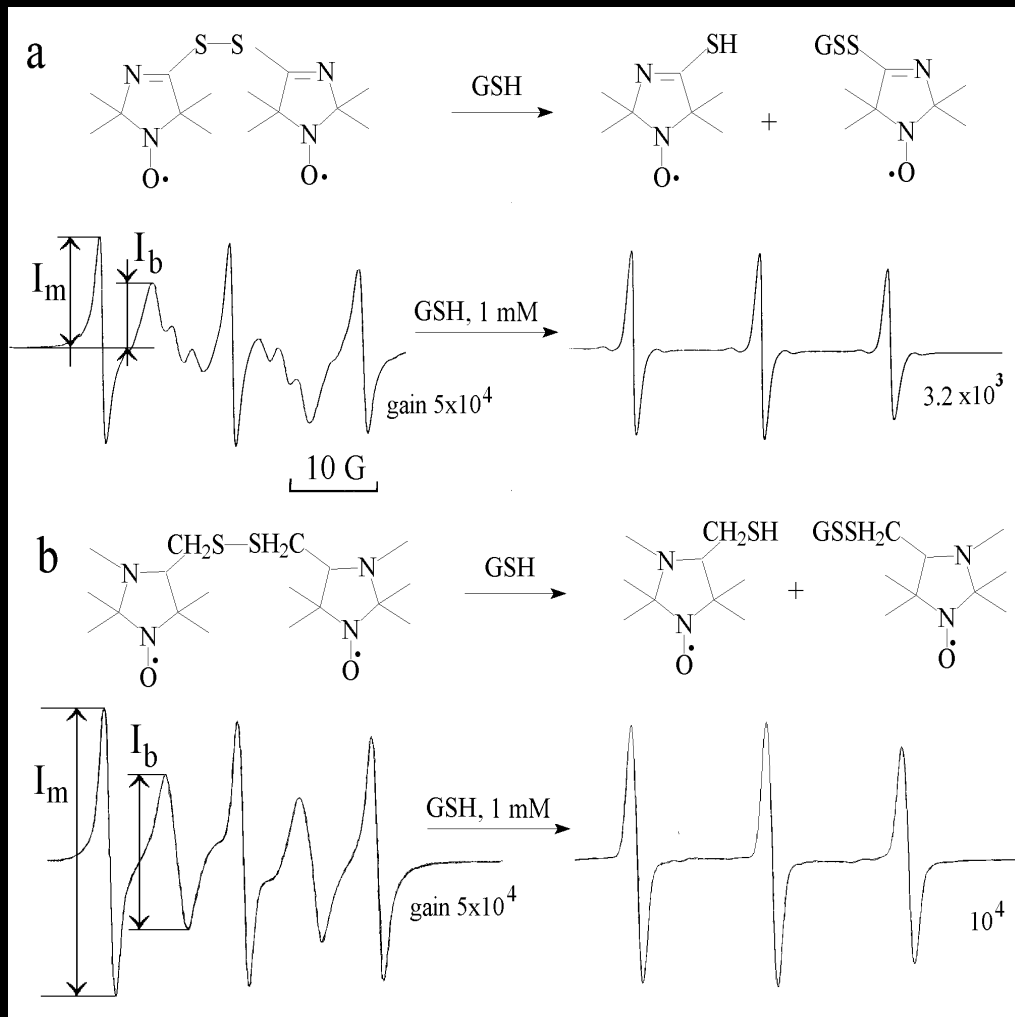 a
S—S
SH
GSS
N
N
GSH
N
N
N
N
+
N
N
O•
O•
O•
•O
I_m
I_b
GSH, 1 mM
gain 5x10^4
3.2 x10^3
10 G
b
CH₂S—SH₂C
CH₂SH
GSSH₂C
N
N
GSH
N
N
+
N
N
N
N
O•
O•
O•
O•
I_m
I_b
GSH, 1 mM
gain 5x10^4
10^4